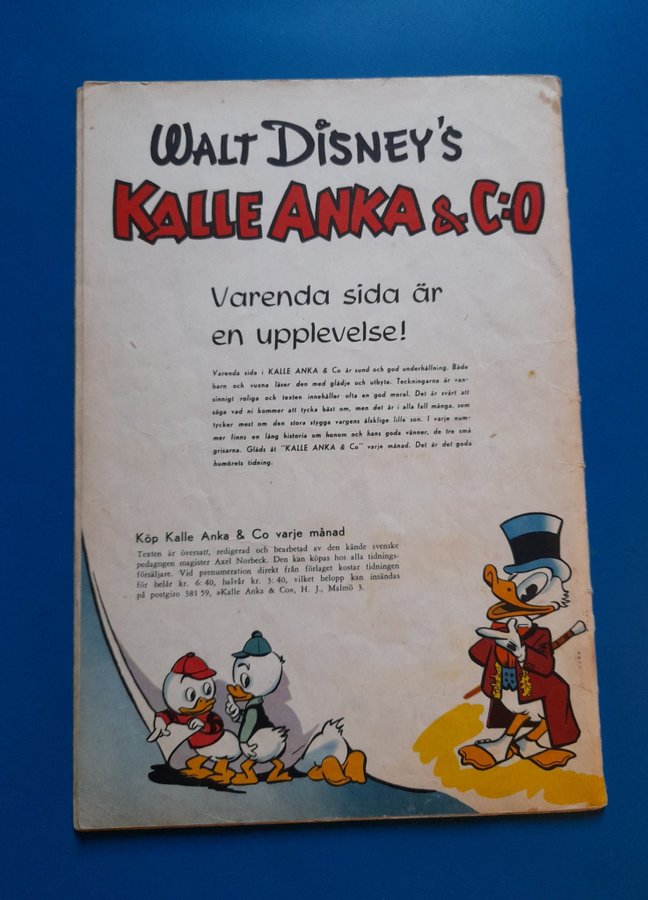 WALT DISNEY'S
KALLE ANKA & C:O
Varenda sida är
en upplevelse!
Varenda sida i KALLE ANKA & Co är sund och god underhållning. Både
barn och vuxna läser den med glädje och utbyte. Teckningarna är van-
sinnigt roliga och texten innehåller ofta en god moral. Det är svårt att
säga vad ni kommer att tycka bäst om, men det är i alla fall många, som
tycker mest om den stora stygga vargens älsklige lille son. I varje num-
mer finns en lång historia om honom och hans goda vänner, de tre små
grisarna. Gläds åt "KALLE ANKA & Co" varje månad. Det är det goda
humörets tidning.
Köp Kalle Anka & Co varje månad
Texten är översatt, redigerad och bearbetad av den kände svenske
pedagogen magister Axel Norbeck. Den kan köpas hos alla tidnings-
försäljare. Vid prenumeration direkt från förlaget kostar tidningen
för helår kr. 6: 40, halvår kr. 3: 40, vilket belopp kan insändas
på postgiro 381 59, »Kalle Anka & Co», H. J., Malmö 3.